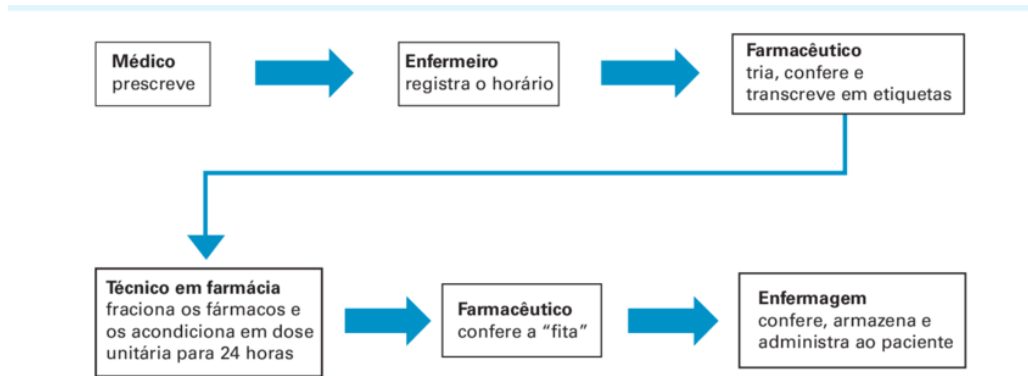 Médico
prescreve
Enfermeiro
registra o horário
Farmacêutico
tria, confere e
transcreve em etiquetas
Técnico em farmácia
fraciona os fármacos e
os acondiciona em dose
unitária para 24 horas
Farmacêutico
confere a “fita”
Enfermagem
confere, armazena e
administra ao paciente